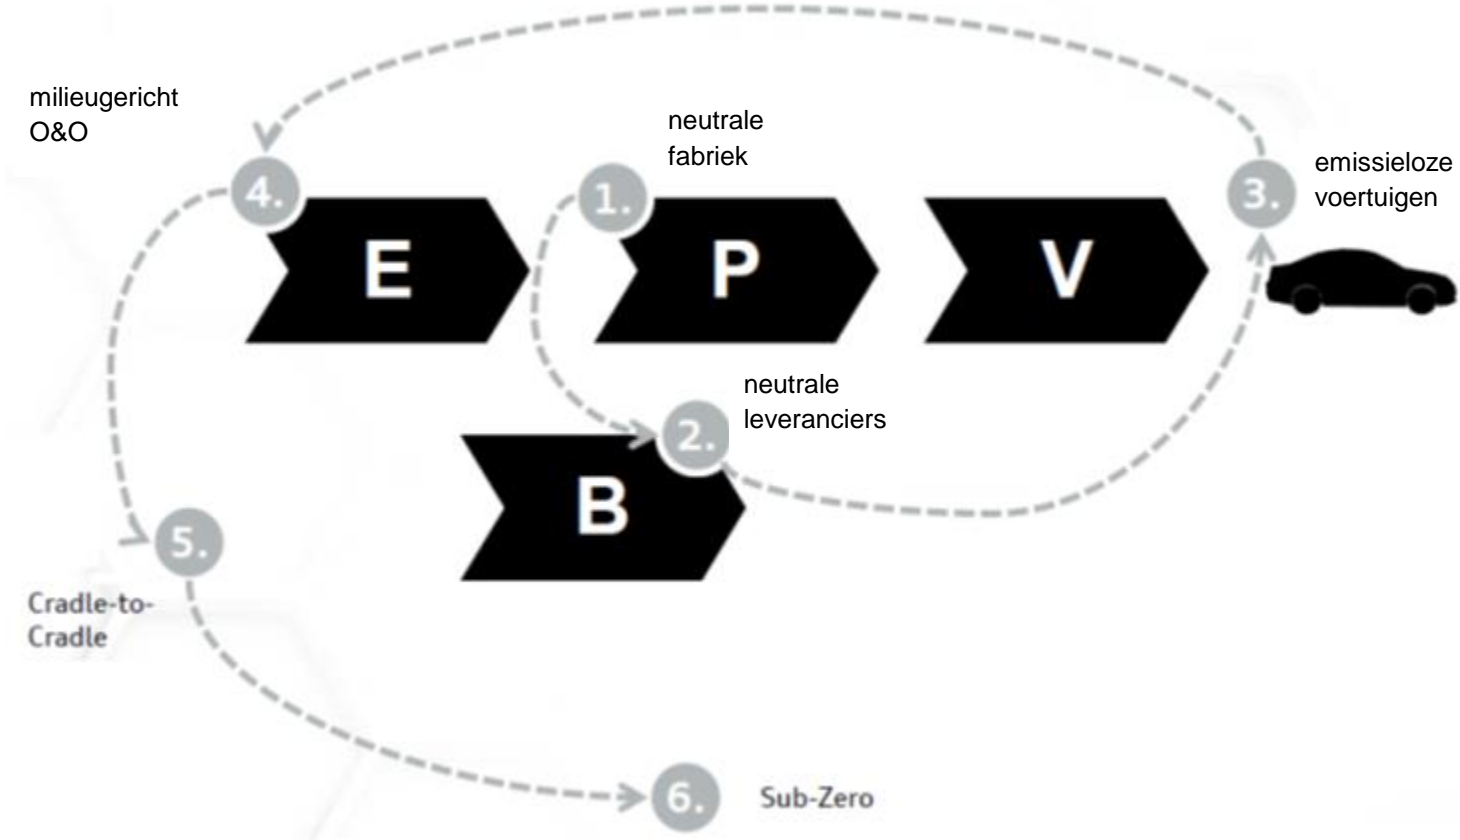 milieugericht
O&O
neutrale
fabriek
emissieloze
voertuigen
4.
1.
3.
E
P
V
neutrale
leveranciers
2.
B
5.
Cradle-to-
Cradle
6.
Sub-Zero